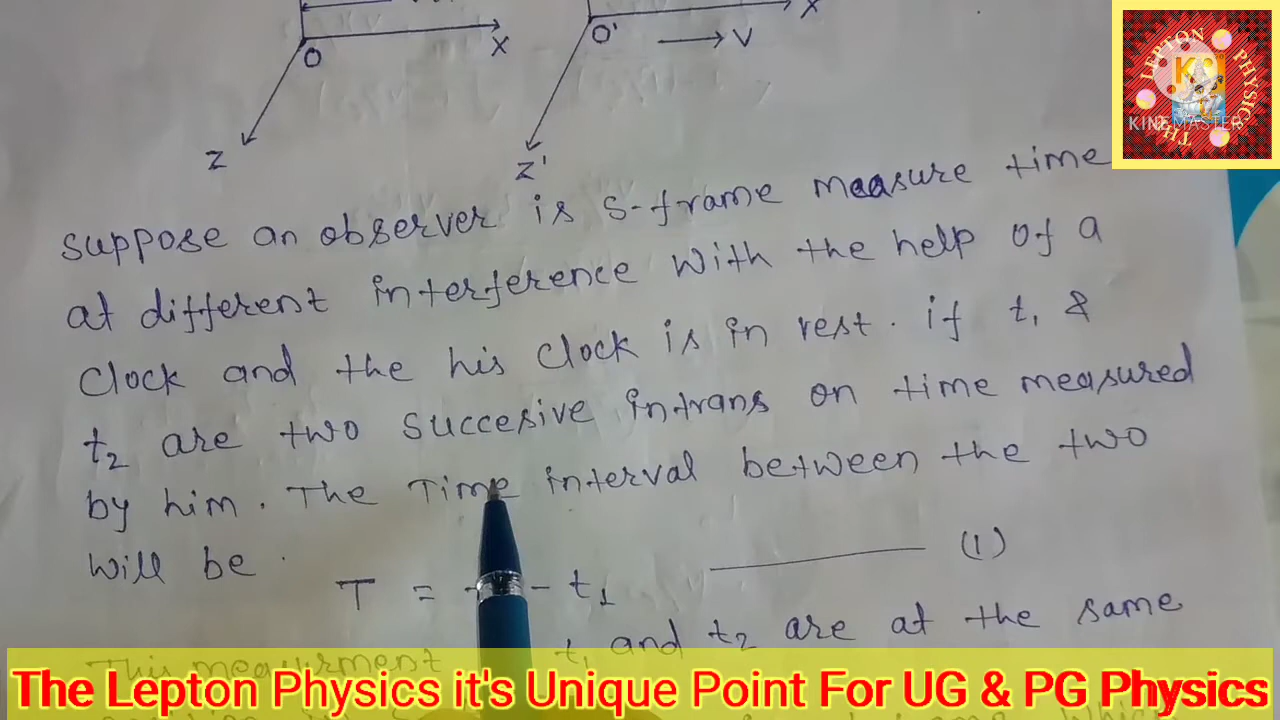 O
X
Z
O'
X
→ V
Z'
LEPTON PHYSICS THE
K
KINEMASTER
suppose an observer is S-frame measure time
at different interference with the help of a
clock and the his clock is in rest. if t₁ &
t₂ are two succesive intrans on time measured
by him. The Time interval between the two
will be.
T = - t₁ (1)
This measurment t₁ and t₂ are at the same
The Lepton Physics it's Unique Point For UG & PG Physics